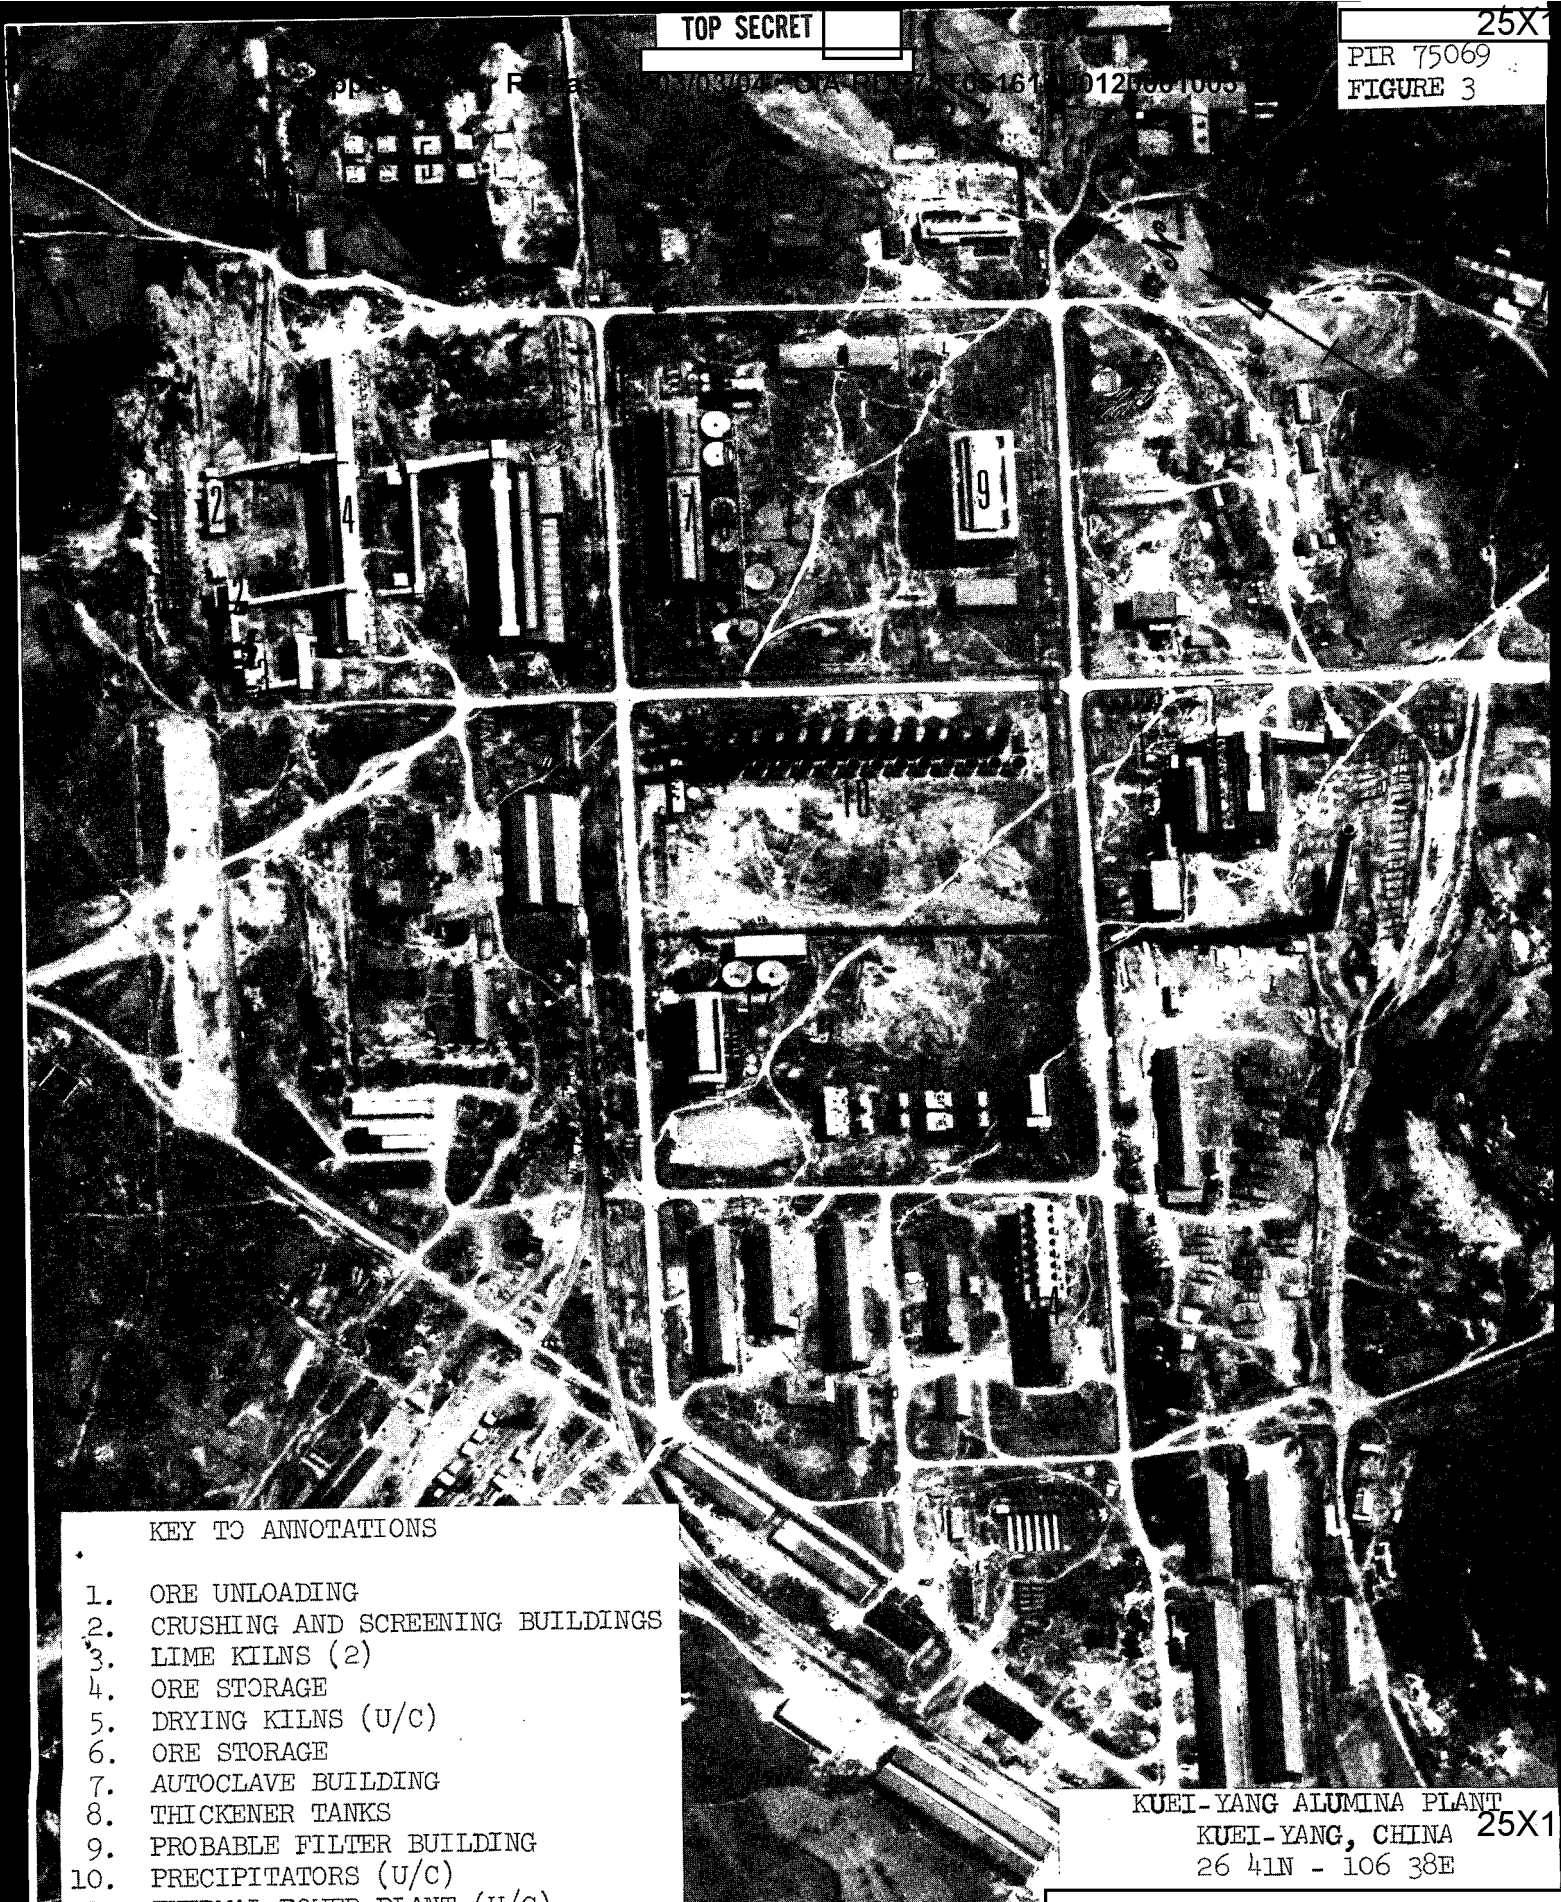 TOP SECRET
25X1
PIR 75069
FIGURE 3
N
9
2
4
7
2
10
4
KEY TO ANNOTATIONS
1. ORE UNLOADING
2. CRUSHING AND SCREENING BUILDINGS
3. LIME KILNS (2)
4. ORE STORAGE
5. DRYING KILNS (U/C)
6. ORE STORAGE
7. AUTOCLAVE BUILDING
8. THICKENER TANKS
9. PROBABLE FILTER BUILDING
10. PRECIPITATORS (U/C)
POWER PLANT (U/C)
KUEI-YANG ALUMINA PLANT
KUEI-YANG, CHINA 25X1
26 41N - 106 38E